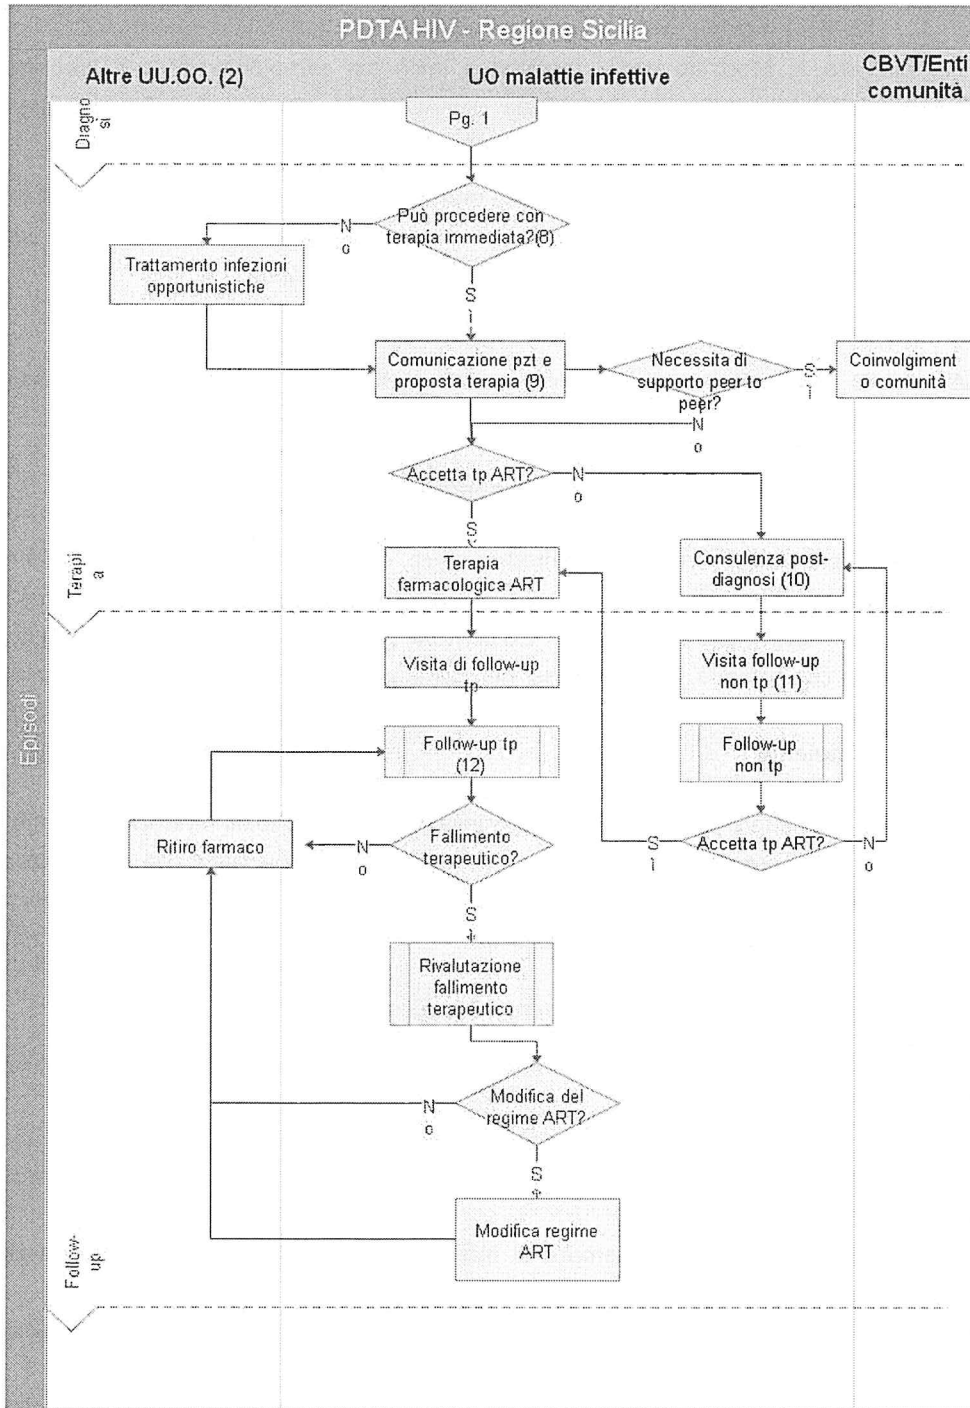 PDTA HIV - Regione Sicilia
Altre UU.OO. (2)
UO malattie infettive
CBVT/Enti
comunità
Episodi
Diagno
si
Pg. 1
Può procedere con
terapia immediata?(8)
N
o
S
ì
Trattamento infezioni
opportunistiche
Comunicazione pzt e
proposta terapia (9)
Necessita di
supporto peer to
peer?
S
ì
Coinvolgiment
o comunità
N
o
Accetta tp ART?
N
o
S
ì
Terapi
a
Terapia
farmacologica ART
Consulenza post-
diagnosi (10)
Visita di follow-up
tp
Visita follow-up
non tp (11)
Follow-up tp
(12)
Follow-up
non tp
Ritiro farmaco
N
o
Fallimento
terapeutico?
S
ì
Accetta tp ART?
N
o
S
ì
Rivalutazione
fallimento
terapeutico
Modifica del
regime ART?
N
o
S
ì
Modifica regime
ART
Follow-
up